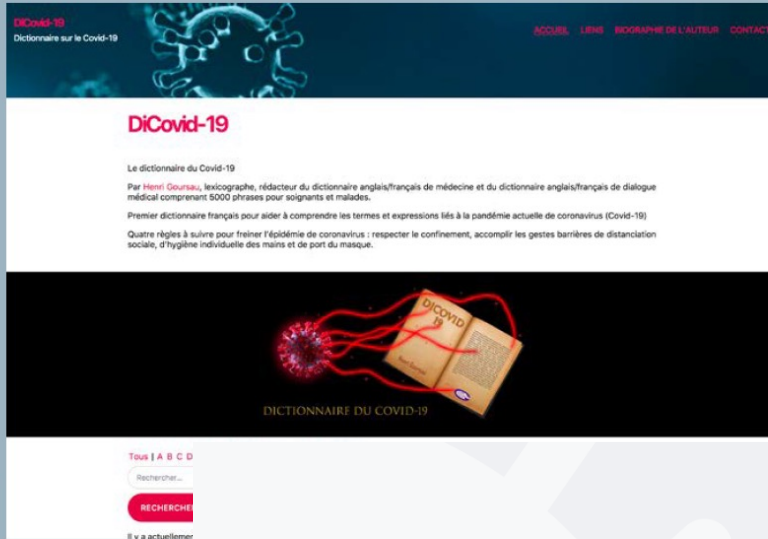 DiCovid-19
Dictionnaire sur le Covid-19
ACCUEIL LIENS BIOGRAPHIE DE L'AUTEUR CONTACT
DiCovid-19
Le dictionnaire du Covid-19
Par Henri Goursau, lexicographe, rédacteur du dictionnaire anglais/français de médecine et du dictionnaire anglais/français de dialogue
médical comprenant 5000 phrases pour soignants et malades.
Premier dictionnaire français pour aider à comprendre les termes et expressions liés à la pandémie actuelle de coronavirus (Covid-19)
Quatre règles à suivre pour freiner l'épidémie de coronavirus : respecter le confinement, accomplir les gestes barrières de distanciation
sociale, d'hygiène individuelle des mains et de port du masque.
DICOVID
19
Henri Goursau
DICTIONNAIRE DU COVID-19
Tous | A B C D
Rechercher...
RECHERCHER
Il y a actuellemen